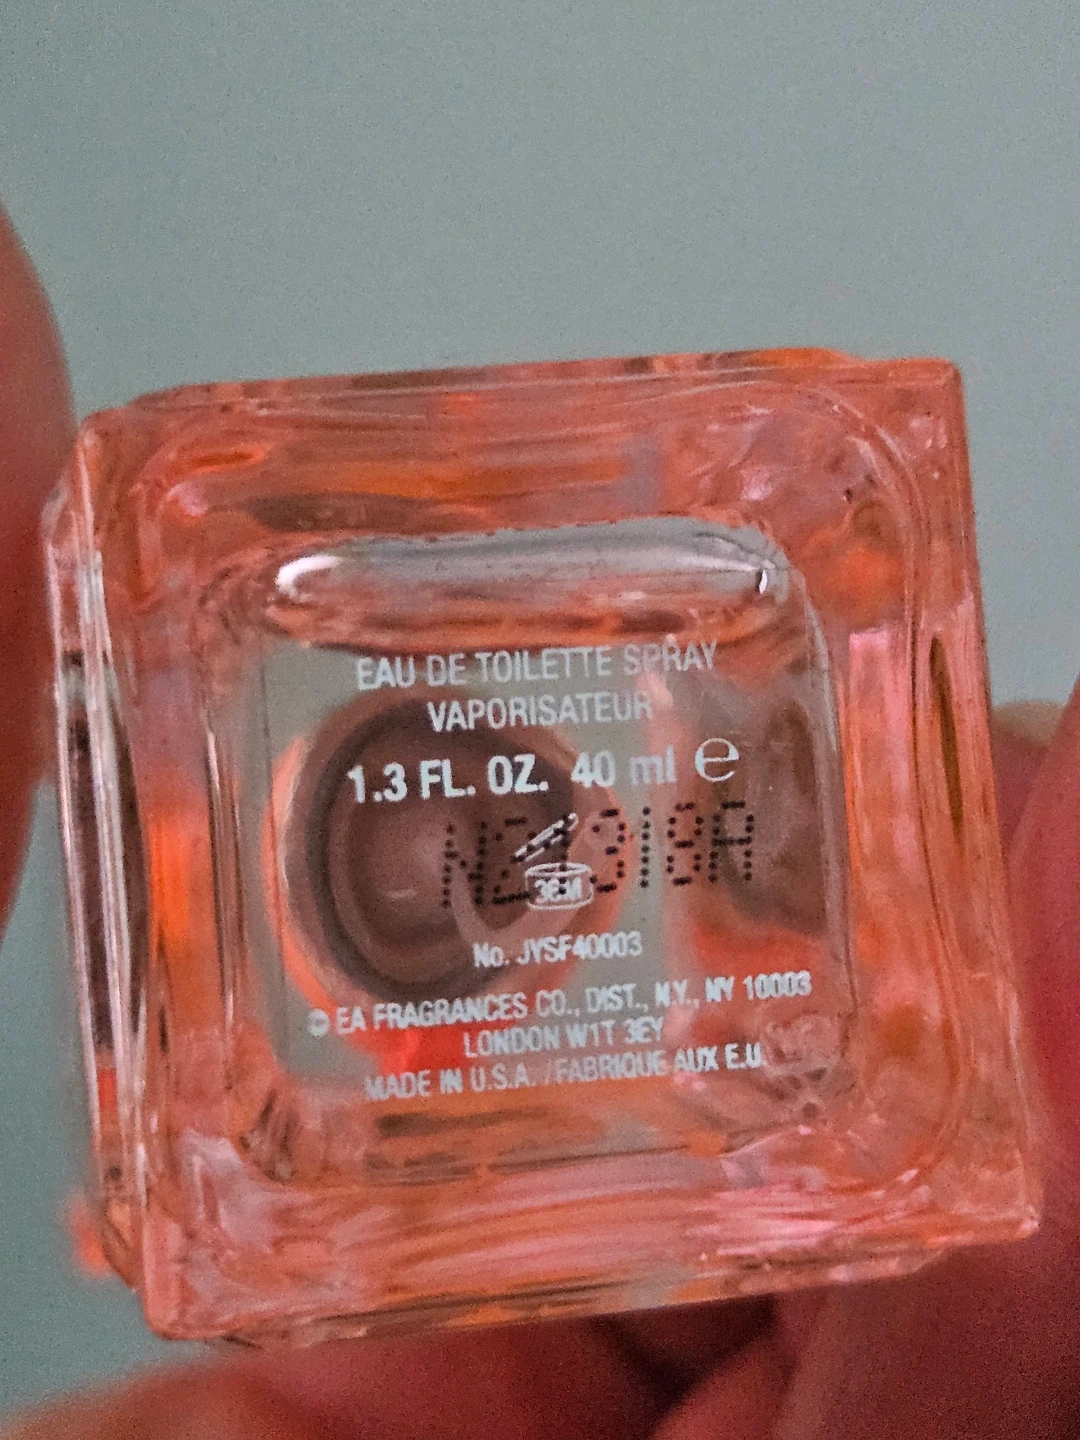 EAU DE TOILETTE SPRAY
VAPORISATEUR
1.3 FL. OZ. 40 ml ℮
36M
No. JYSF40003
© EA FRAGRANCES CO., DIST., N.Y., NY 10003
LONDON W1T 3EY
MADE IN U.S.A. / FABRIQUE AUX E.U.